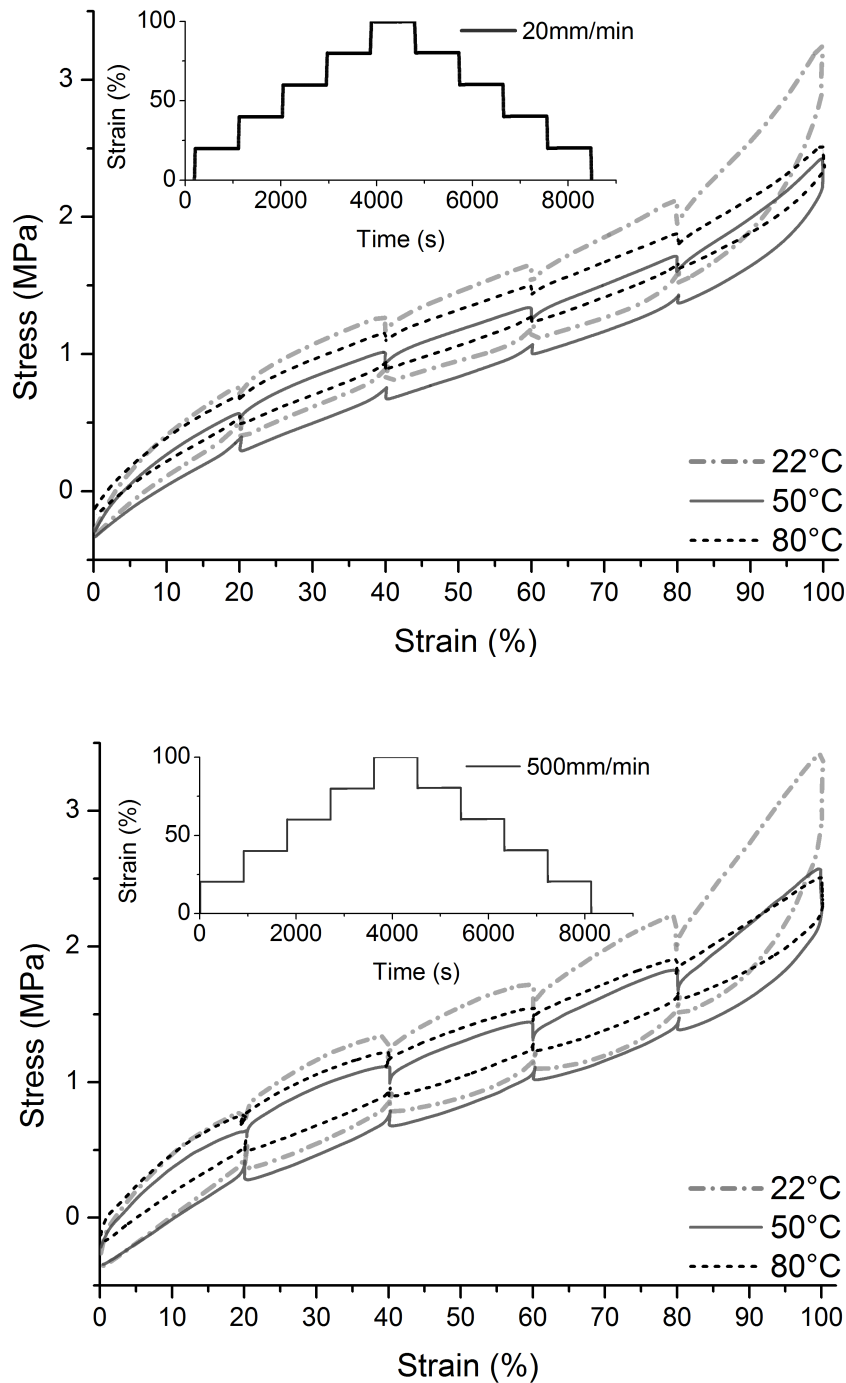 100
50
0
Strain (%)
20mm/min
0 2000 4000 6000 8000
Time (s)
3
2
1
0
Stress (MPa)
22°C
50°C
80°C
0 10 20 30 40 50 60 70 80 90 100
Strain (%)
100
50
0
Strain (%)
500mm/min
0 2000 4000 6000 8000
Time (s)
3
2
1
0
Stress (MPa)
22°C
50°C
80°C
0 10 20 30 40 50 60 70 80 90 100
Strain (%)